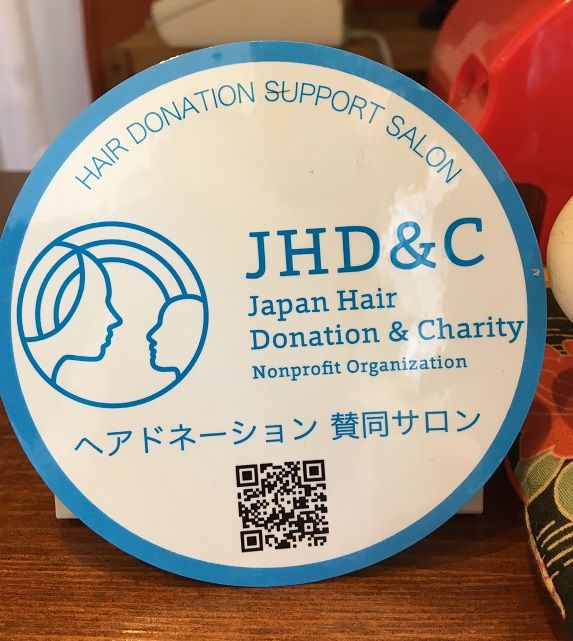 HAIR DONATION SUPPORT SALON
JHD&C
Japan Hair
Donation & Charity
Nonprofit Organization
ヘアドネーション 賛同サロン